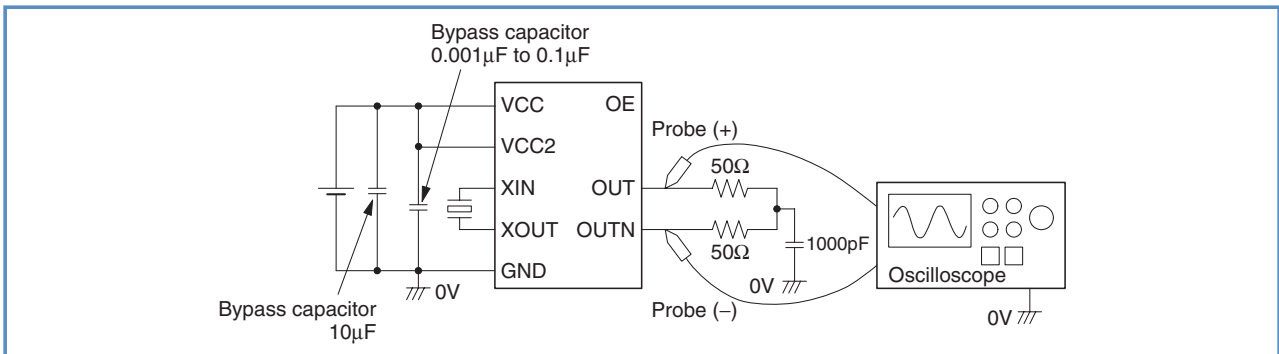 Bypass capacitor
0.001μF to 0.1μF
VCC
OE
Probe (+)
VCC2
50Ω
XIN
OUT
XOUT
OUTN
1000pF
50Ω
GND
Oscilloscope
0V
0V
Bypass capacitor
10μF
Probe (–)
0V